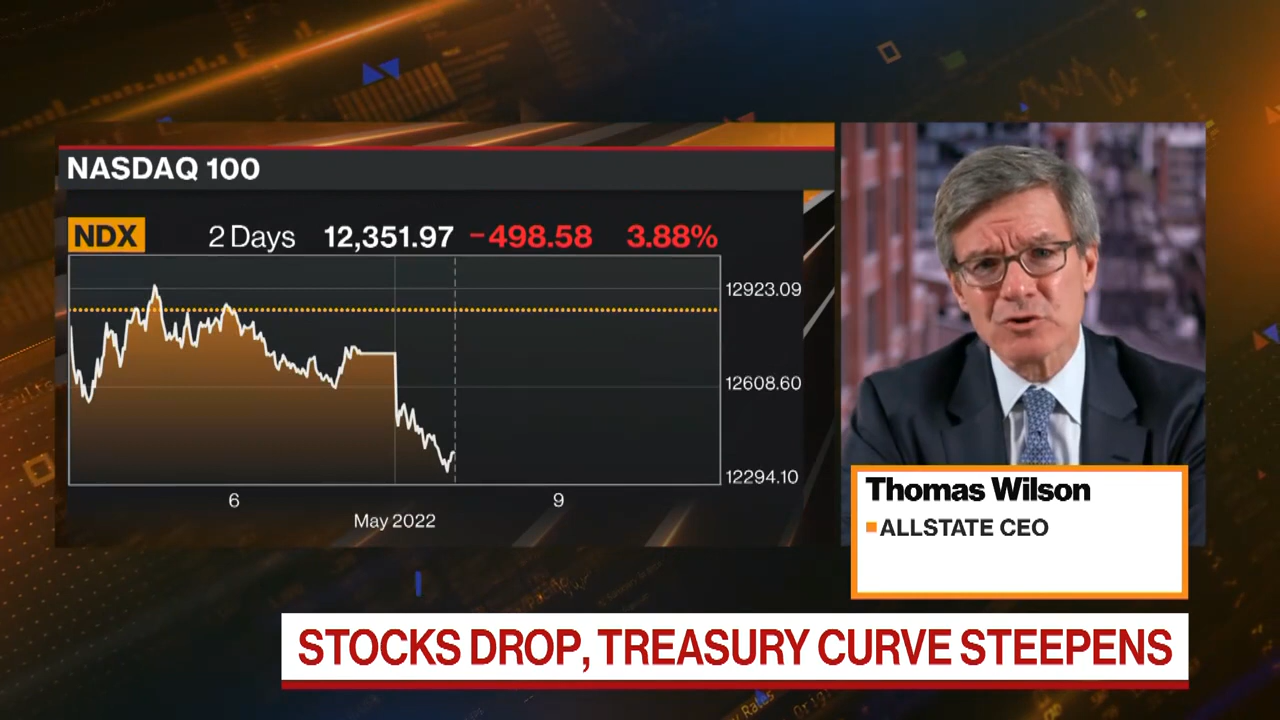 NASDAQ 100
NDX 2 Days 12,351.97 -498.58 3.88%
12923.09
12608.60
12294.10
6 9
May 2022
Thomas Wilson
ALLSTATE CEO
STOCKS DROP, TREASURY CURVE STEEPENS